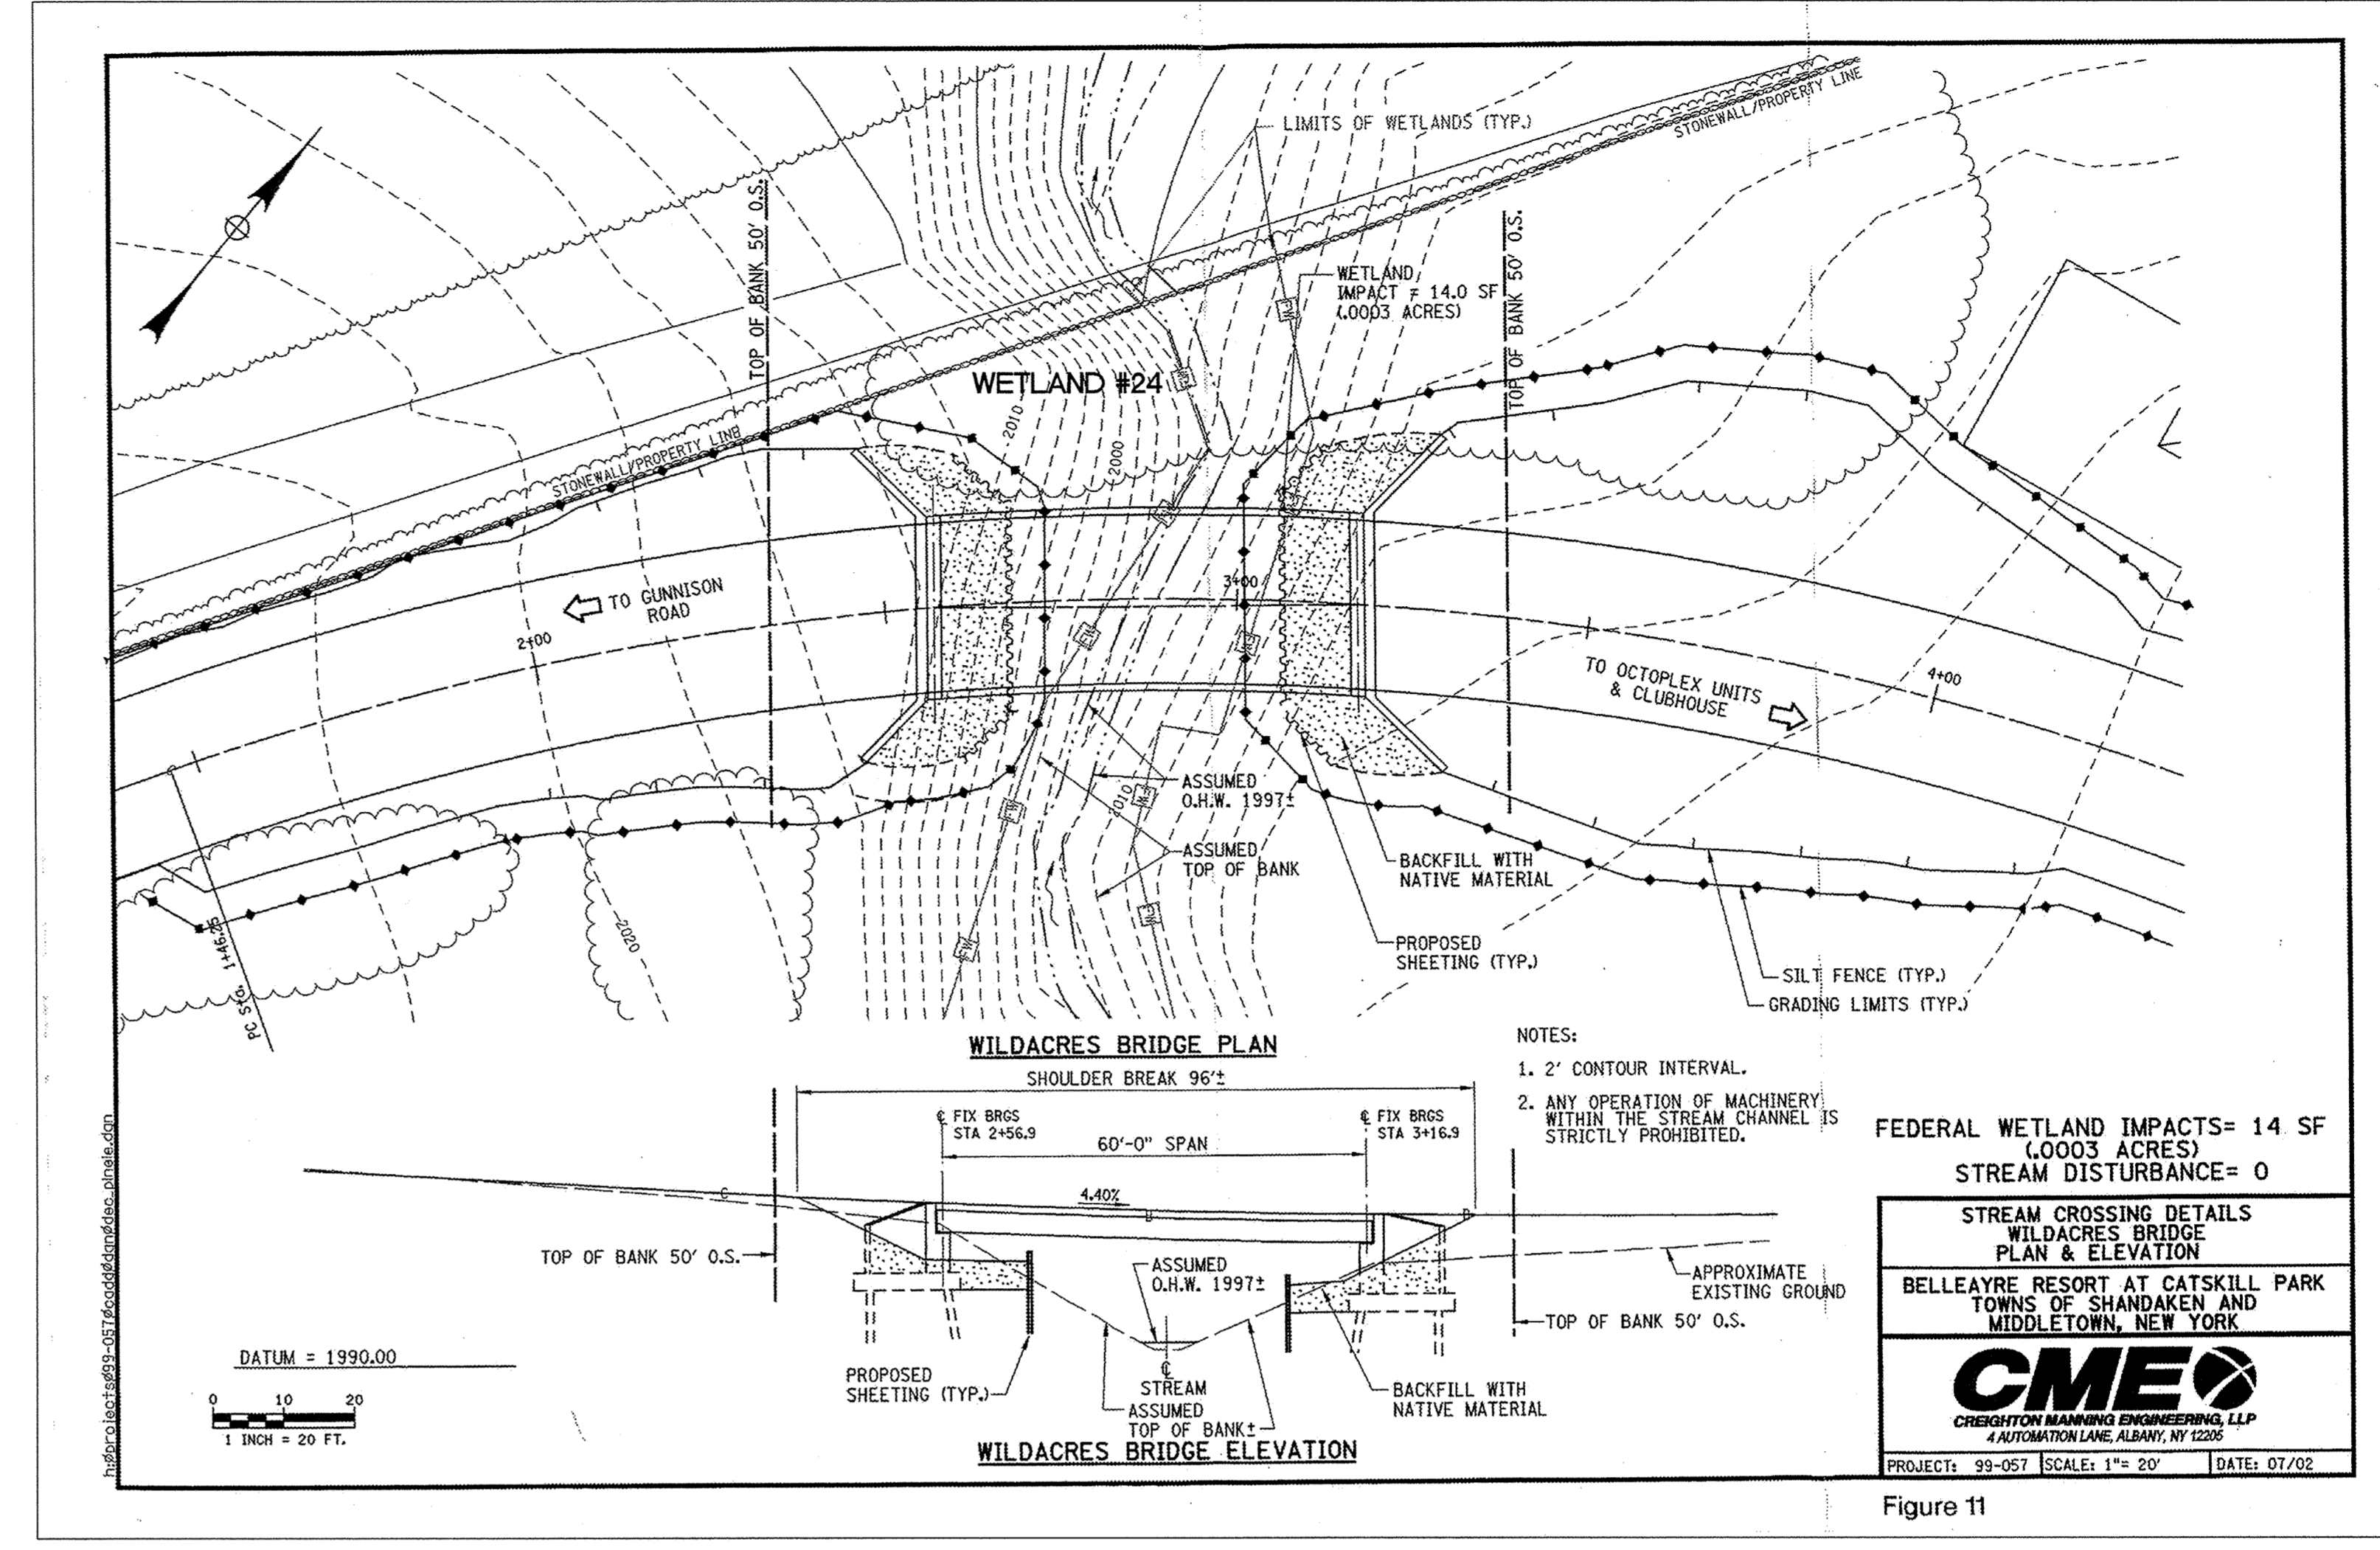 LIMITS OF WETLANDS (TYP.)
STONEWALL/PROPERTY LINE
TOP OF BANK 50' O.S.
TOP OF BANK 50' O.S.
WETLAND
IMPACT = 14.0 SF
(.0003 ACRES)
WETLAND #24
2010
2000
STONEWALL/PROPERTY LINE
TO GUNNISON
ROAD
2+00
3+00
TO OCTOPLEX UNITS
& CLUBHOUSE
4+00
ASSUMED
O.H.W. 1997±
2010
ASSUMED
TOP OF BANK
BACKFILL WITH
NATIVE MATERIAL
PROPOSED
SHEETING (TYP.)
SILT FENCE (TYP.)
GRADING LIMITS (TYP.)
2020
PC Sta. 1+46.25
WILDACRES BRIDGE PLAN
SHOULDER BREAK 96'±
NOTES:
1. 2' CONTOUR INTERVAL.
2. ANY OPERATION OF MACHINERY
WITHIN THE STREAM CHANNEL IS
STRICTLY PROHIBITED.
℄ FIX BRGS
STA 2+56.9
60'-0" SPAN
℄ FIX BRGS
STA 3+16.9
4.40%
TOP OF BANK 50' O.S.
ASSUMED
O.H.W. 1997±
APPROXIMATE
EXISTING GROUND
TOP OF BANK 50' O.S.
DATUM = 1990.00
0 10 20
1 INCH = 20 FT.
PROPOSED
SHEETING (TYP.)
℄
STREAM
ASSUMED
TOP OF BANK±
BACKFILL WITH
NATIVE MATERIAL
WILDACRES BRIDGE ELEVATION
FEDERAL WETLAND IMPACTS= 14 SF
(.0003 ACRES)
STREAM DISTURBANCE= 0
STREAM CROSSING DETAILS
WILDACRES BRIDGE
PLAN & ELEVATION
BELLEAYRE RESORT AT CATSKILL PARK
TOWNS OF SHANDAKEN AND
MIDDLETOWN, NEW YORK
CME
CREIGHTON MANNING ENGINEERING, LLP
4 AUTOMATION LANE, ALBANY, NY 12205
PROJECT: 99-057
SCALE: 1"= 20'
DATE: 07/02
Figure 11